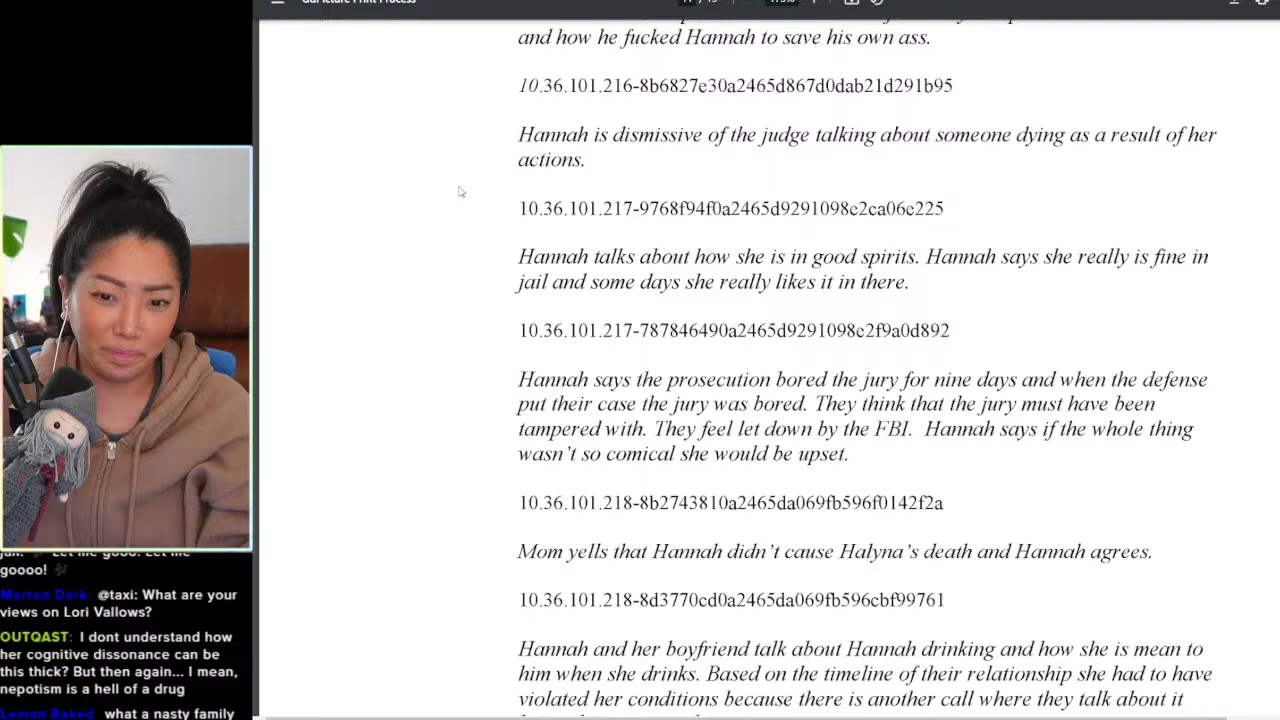 and how he fucked Hannah to save his own ass.
10.36.101.216-8b6827e30a2465d867d0dab21d291b95
Hannah is dismissive of the judge talking about someone dying as a result of her
actions.
10.36.101.217-9768f94f0a2465d9291098e2ca06e225
Hannah talks about how she is in good spirits. Hannah says she really is fine in
jail and some days she really likes it in there.
10.36.101.217-787846490a2465d9291098e2f9a0d892
Hannah says the prosecution bored the jury for nine days and when the defense
put their case the jury was bored. They think that the jury must have been
tampered with. They feel let down by the FBI.  Hannah says if the whole thing
wasn't so comical she would be upset.
10.36.101.218-8b2743810a2465da069fb596f0142f2a
Mom yells that Hannah didn't cause Halyna's death and Hannah agrees.
10.36.101.218-8d3770cd0a2465da069fb596cbf99761
Hannah and her boyfriend talk about Hannah drinking and how she is mean to
him when she drinks. Based on the timeline of their relationship she had to have
violated her conditions because there is another call where they talk about it
goooo!
Morton Dark: @taxi: What are your
views on Lori Vallows?
OUTQAST: I dont understand how
her cognitive dissonance can be
this thick? But then again... I mean,
nepotism is a hell of a drug
Lemon Baked: what a nasty family